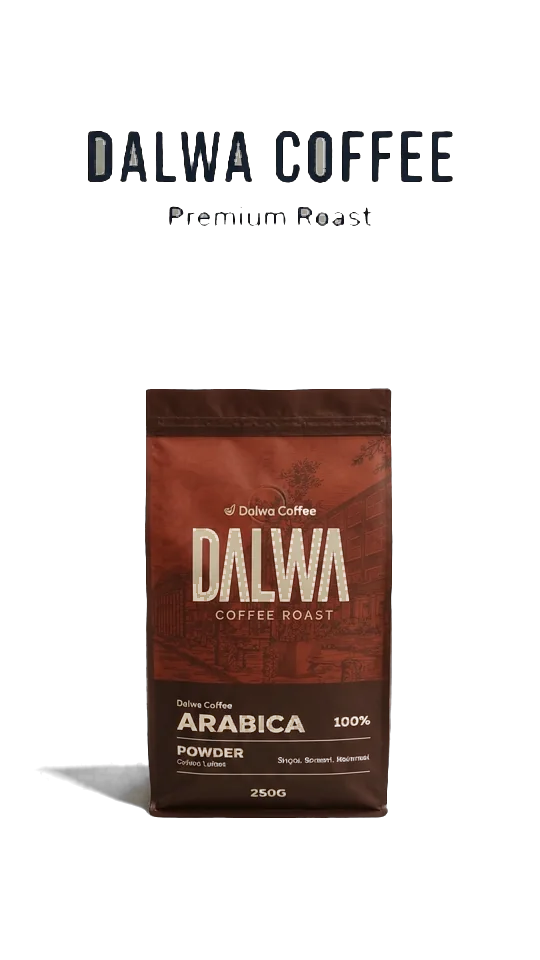 DALWA COFFEE
Premium Roast
Dalwa Coffee
DALWA
COFFEE ROAST
Dalwa Coffee
ARABICA 100%
POWDER
250G